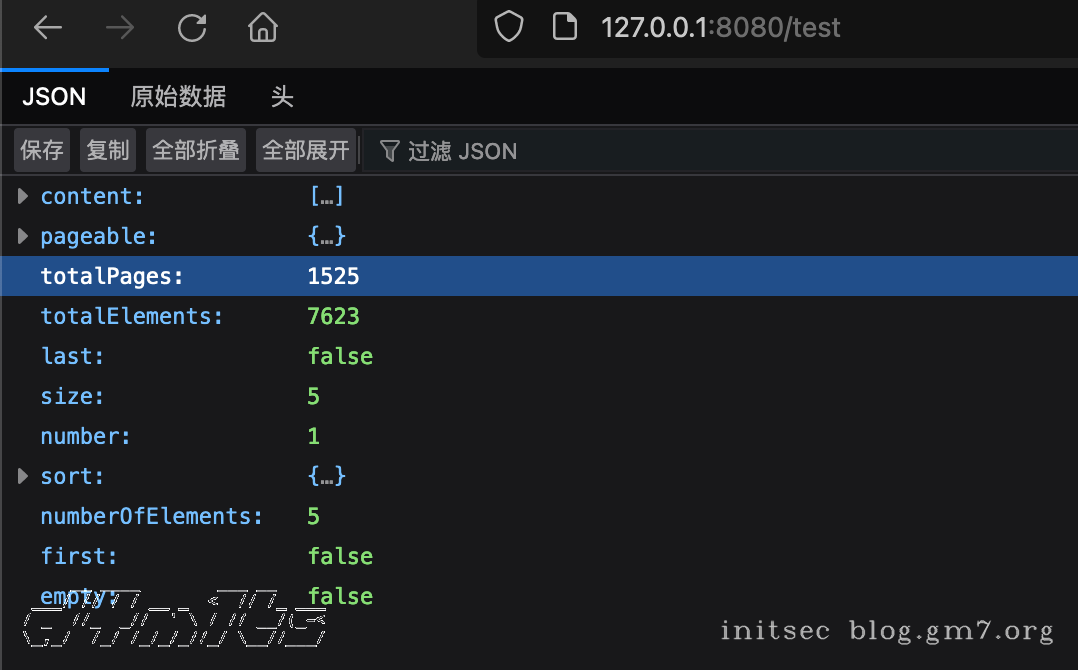 127.0.0.1:8080/test
JSON 原始数据 头
保存 复制 全部折叠 全部展开 过滤 JSON
content: […]
pageable: {…}
totalPages: 1525
totalElements: 7623
last: false
size: 5
number: 1
sort: {…}
numberOfElements: 5
first: false
empty: false
initsec blog.gm7.org